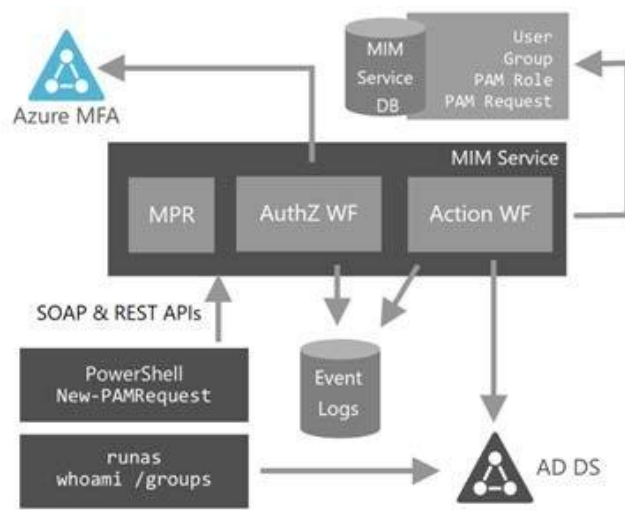 Azure MFA
MIM
Service
DB
User
Group
PAM Role
PAM Request
MIM Service
MPR
AuthZ WF
Action WF
SOAP & REST APIs
PowerShell
New-PAMRequest
Event
Logs
runas
whoami /groups
AD DS